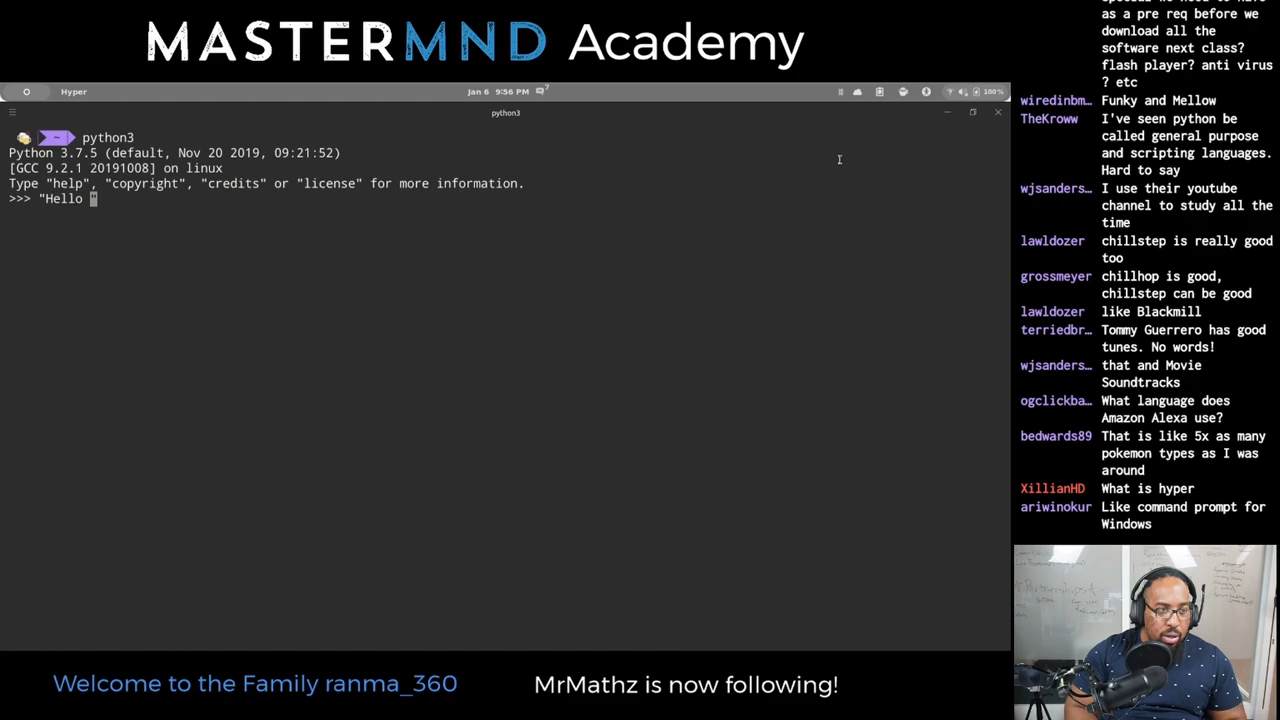 MASTERMND Academy
Hyper
Jan 6 9:56 PM
7
100%
python3
~ python3
Python 3.7.5 (default, Nov 20 2019, 09:21:52)
[GCC 9.2.1 20191008] on linux
Type "help", "copyright", "credits" or "license" for more information.
>>> "Hello "
as a pre req before we
download all the
software next class?
flash player? anti virus
? etc
wiredinbm… Funky and Mellow
TheKroww I've seen python be
called general purpose
and scripting languages.
Hard to say
wjsanders… I use their youtube
channel to study all the
time
lawldozer chillstep is really good
too
grossmeyer chillhop is good,
chillstep can be good
lawldozer like Blackmill
terriedbr… Tommy Guerrero has good
tunes. No words!
wjsanders… that and Movie
Soundtracks
ogclickba… What language does
Amazon Alexa use?
bedwards89 That is like 5x as many
pokemon types as I was
around
XillianHD What is hyper
ariwinokur Like command prompt for
Windows
Welcome to the Family ranma_360
MrMathz is now following!